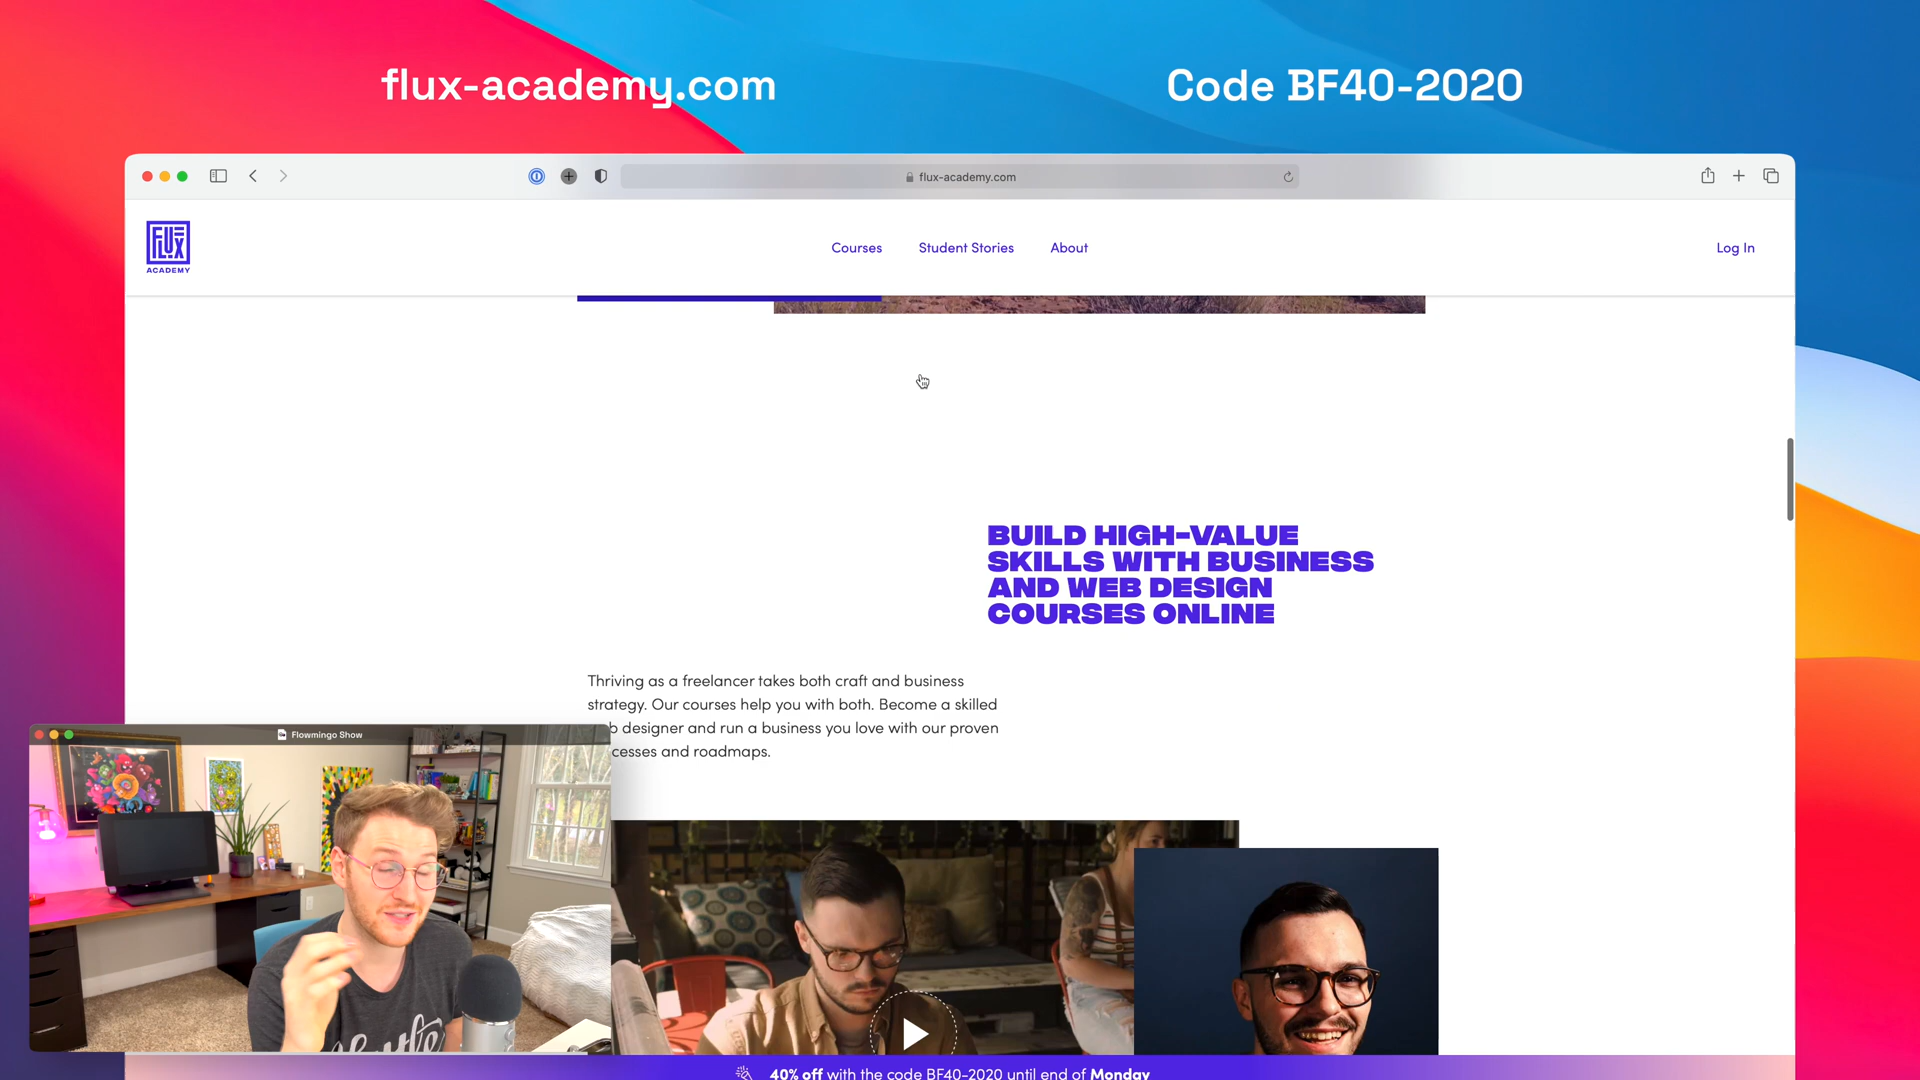 flux-academy.com
Code BF40-2020
flux-academy.com
FLUX
ACADEMY
Courses
Student Stories
About
Log In
BUILD HIGH-VALUE
SKILLS WITH BUSINESS
AND WEB DESIGN
COURSES ONLINE
Thriving as a freelancer takes both craft and business
strategy. Our courses help you with both. Become a skilled
designer and run a business you love with our proven
and roadmaps.
Flowmingo Show
40% off with the code BF40-2020 until end of Monday